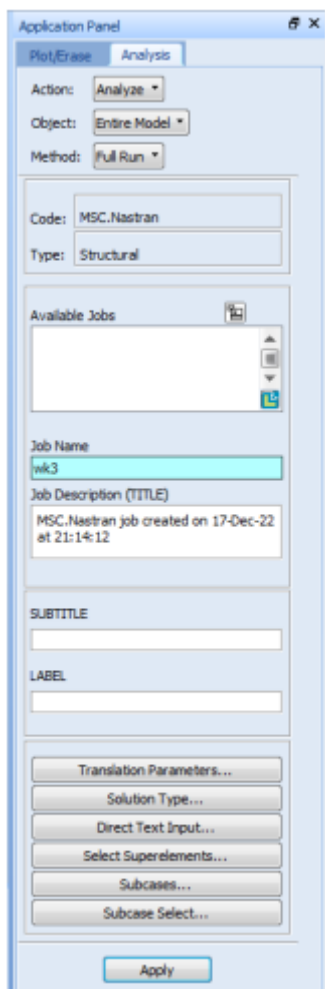 Application Panel
Plot/Erase Analysis
Action: Analyze
Object: Entire Model
Method: Full Run
Code: MSC.Nastran
Type: Structural
Available Jobs
Job Name
wk3
Job Description (TITLE)
MSC.Nastran job created on 17-Dec-22
at 21:14:12
SUBTITLE
LABEL
Translation Parameters...
Solution Type...
Direct Text Input...
Select Superelements...
Subcases...
Subcase Select...
Apply